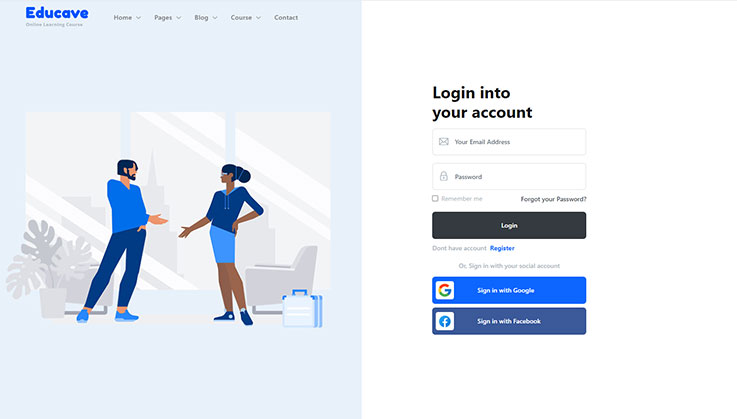 Educave
Online Learning Course
Home Pages Blog Course Contact
Login into
your account
Your Email Address
Password
Remember me Forgot your Password?
Login
Dont have account Register
Or, Sign in with your social account
Sign in with Google
Sign in with Facebook